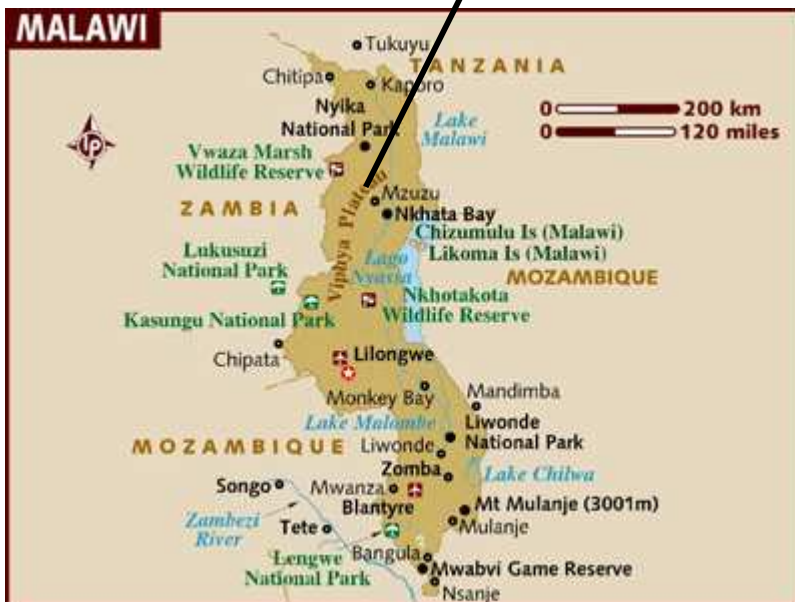 MALAWI
Tukuyu
TANZANIA
Chitipa
Kaporo
Nyika
National Park
Lake
Malawi
0 200 km
0 120 miles
LP
Vwaza Marsh
Wildlife Reserve
ZAMBIA
Viphya Plateau
Mzuzu
Nkhata Bay
Chizumulu Is (Malawi)
Likoma Is (Malawi)
Lukusuzi
National Park
Lago
Nyasia
MOZAMBIQUE
Kasungu National Park
Nkhotakota
Wildlife Reserve
Chipata
Lilongwe
Monkey Bay
Mandimba
Lake Malombe
Liwonde
National Park
MOZAMBIQUE
Liwonde
Zomba
Lake Chilwa
Songo
Mwanza
Blantyre
Mt Mulanje (3001m)
Mulanje
Zambezi
River
Tete
Lengwe
National Park
Bangula
Mwabvi Game Reserve
Nsanje